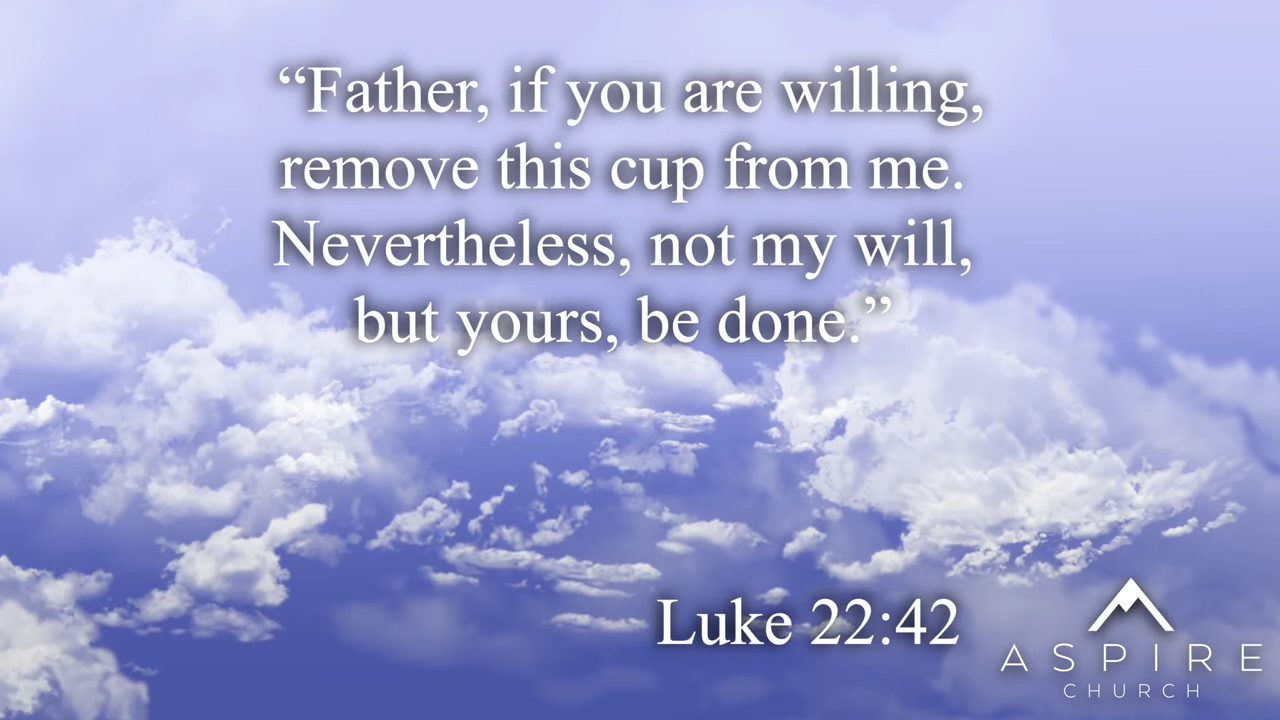 “Father, if you are willing,
remove this cup from me.
Nevertheless, not my will,
but yours, be done.”
Luke 22:42
ASPIRE
CHURCH